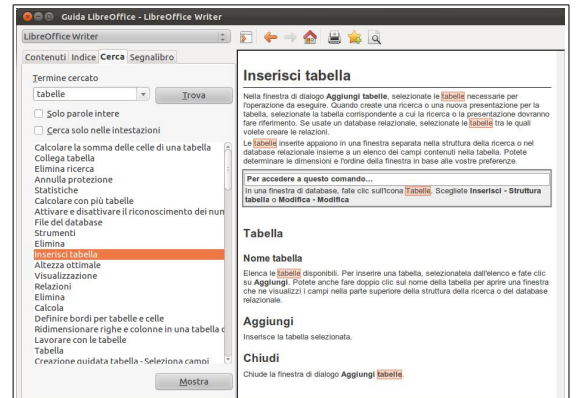 Guida LibreOffice - LibreOffice Writer
LibreOffice Writer
Contenuti Indice Cerca Segnalibro
Termine cercato
tabelle
Trova
Solo parole intere
Cerca solo nelle intestazioni
Calcolare la somma delle celle di una tabella
Collega tabella
Elimina ricerca
Annulla protezione
Statistiche
Calcolare con più tabelle
Attivare e disattivare il riconoscimento dei nun
File del database
Strumenti
Elimina
Inserisci tabella
Altezza ottimale
Visualizzazione
Relazioni
Elimina
Calcola
Definire bordi per tabelle e celle
Ridimensionare righe e colonne in una tabella d
Lavorare con le tabelle
Tabella
Creazione guidata tabella - Seleziona campi
Mostra
Inserisci tabella
Nella finestra di dialogo Aggiungi tabelle, selezionate le tabelle necessarie per
l'operazione da eseguire. Quando create una ricerca o una nuova presentazione per la
tabella, selezionate la tabella corrispondente a cui la ricerca o la presentazione dovranno
fare riferimento. Se usate un database relazionale, selezionate le tabelle tra le quali
volete creare le relazioni.
Le tabelle inserite appaiono in una finestra separata nella struttura della ricerca o nel
database relazionale insieme a un elenco dei campi contenuti nella tabella. Potete
determinare le dimensioni e l'ordine della finestra in base alle vostre preferenze.
Per accedere a questo comando...
In una finestra di database, fate clic sull'icona Tabelle. Scegliete Inserisci - Struttura
tabella o Modifica - Modifica
Tabella
Nome tabella
Elenca le tabelle disponibili. Per inserire una tabella, selezionatela dall'elenco e fate clic
su Aggiungi. Potete anche fare doppio clic sul nome della tabella per aprire una finestra
che ne visualizzi i campi nella parte superiore della struttura della ricerca o del database
relazionale.
Aggiungi
Inserisce la tabella selezionata.
Chiudi
Chiude la finestra di dialogo Aggiungi tabelle.